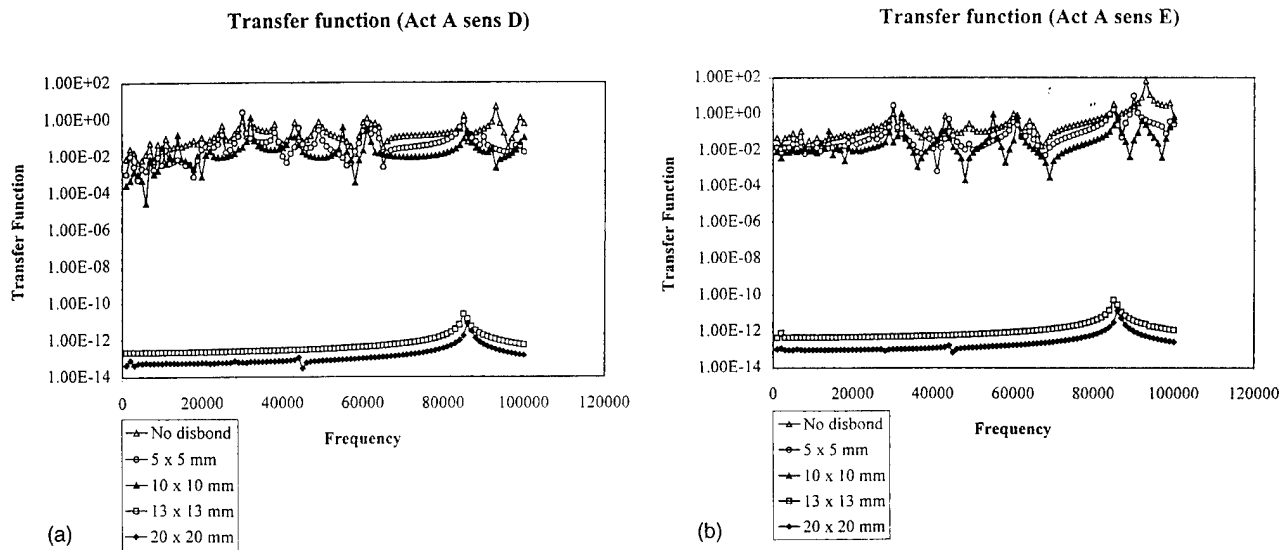 Transfer function (Act A sens D)
Transfer Function
1.00E+02
1.00E+00
1.00E-02
1.00E-04
1.00E-06
1.00E-08
1.00E-10
1.00E-12
1.00E-14
0 20000 40000 60000 80000 100000 120000
Frequency
No disbond
5 x 5 mm
10 x 10 mm
13 x 13 mm
20 x 20 mm
(a)
Transfer function (Act A sens E)
Transfer Function
1.00E+02
1.00E+00
1.00E-02
1.00E-04
1.00E-06
1.00E-08
1.00E-10
1.00E-12
1.00E-14
0 20000 40000 60000 80000 100000 120000
Frequency
No disbond
5 x 5 mm
10 x 10 mm
13 x 13 mm
20 x 20 mm
(b)